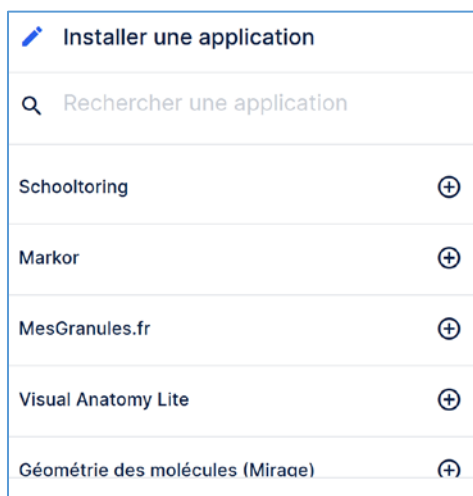 Installer une application
Rechercher une application
Schooltoring
Markor
MesGranules.fr
Visual Anatomy Lite
Géométrie des molécules (Mirage)